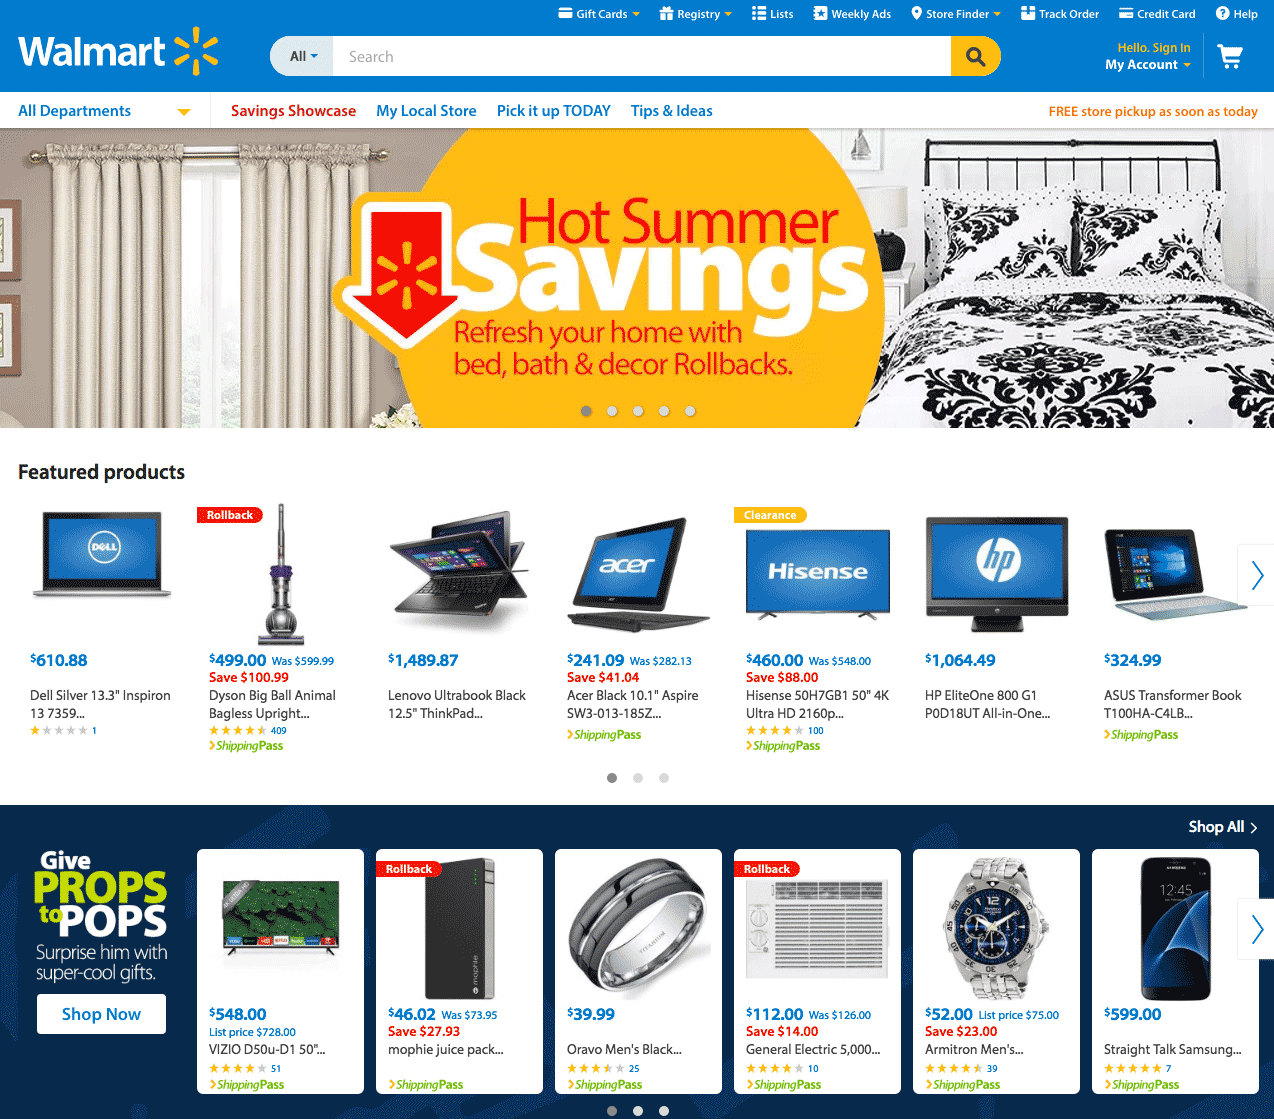 Gift Cards
Registry
Lists
Weekly Ads
Store Finder
Track Order
Credit Card
Help
Walmart
All
Search
Hello. Sign In
My Account
All Departments
Savings Showcase
My Local Store
Pick it up TODAY
Tips & Ideas
FREE store pickup as soon as today
Hot Summer
Savings
Refresh your home with
bed, bath & decor Rollbacks.
Featured products
DELL
$610.88
Dell Silver 13.3" Inspiron
13 7359...
1
Rollback
$499.00 Was $599.99
Save $100.99
Dyson Big Ball Animal
Bagless Upright...
409
ShippingPass
$1,489.87
Lenovo Ultrabook Black
12.5" ThinkPad...
acer
$241.09 Was $282.13
Save $41.04
Acer Black 10.1" Aspire
SW3-013-185Z...
ShippingPass
Clearance
Hisense
$460.00 Was $548.00
Save $88.00
Hisense 50H7GB1 50" 4K
Ultra HD 2160p...
100
ShippingPass
hp
$1,064.49
HP EliteOne 800 G1
P0D18UT All-in-One...
$324.99
ASUS Transformer Book
T100HA-C4LB...
ShippingPass
Shop All
Give
PROPS
to POPS
Surprise him with
super-cool gifts.
Shop Now
$548.00
List price $728.00
VIZIO D50u-D1 50"...
51
ShippingPass
Rollback
mophie
$46.02 Was $73.95
Save $27.93
mophie juice pack...
ShippingPass
TITANIUM
$39.99
Oravo Men's Black...
25
ShippingPass
Rollback
$112.00 Was $126.00
Save $14.00
General Electric 5,000...
10
ShippingPass
$52.00 List price $75.00
Save $23.00
Armitron Men's...
39
ShippingPass
12:45
$599.00
Straight Talk Samsung...
7
ShippingPass